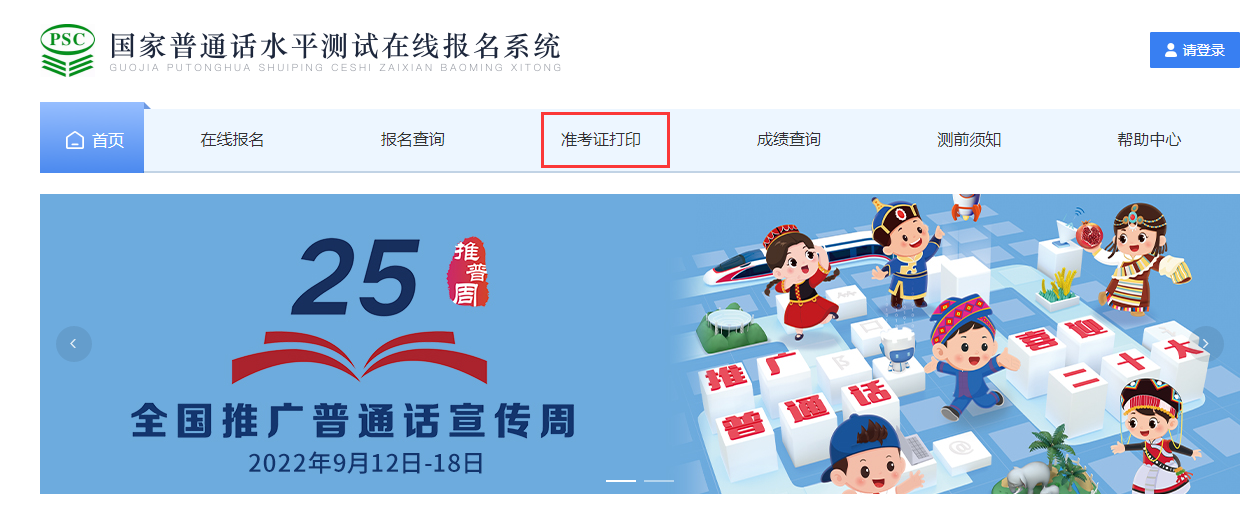 PSC
国家普通话水平测试在线报名系统
GUOJIA PUTONGHUA SHUIPING CESHI ZAIXIAN BAOMING XITONG
请登录
首页
在线报名
报名查询
准考证打印
成绩查询
测前须知
帮助中心
25
推普周
全国推广普通话宣传周
2022年9月12日-18日
推广
普通话
喜迎
二十大
@